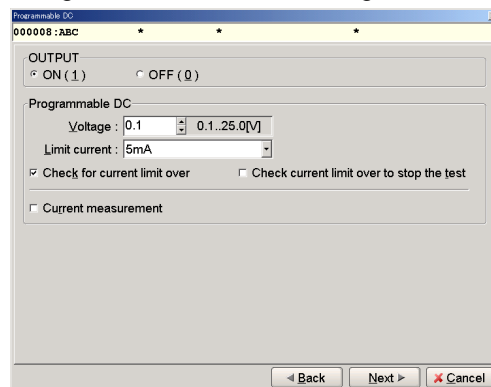 Programmable DC
000008:ABC * * *
OUTPUT
ON (1) OFF (0)
Programmable DC
Voltage : 0.1 0.1..25.0[V]
Limit current : 5mA
Check for current limit over Check current limit over to stop the test
Current measurement
Back Next Cancel